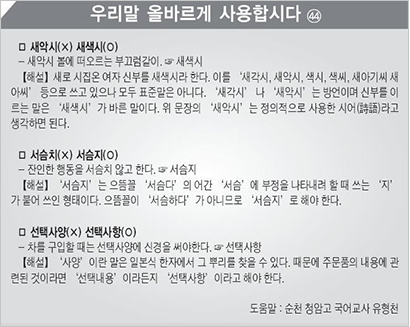 우리말 올바르게 사용합시다 ㊹
□ 새악시(×) 새색시(○)
– 새악시 볼에 떠오르는 부끄럼같이. ☞ 새색시
【해설】 새로 시집온 여자 신부를 새색시라 한다. 이를 ‘새각시, 새악시, 색시, 색씨, 새아기씨 새
아씨’ 등으로 쓰고 있으나 모두 표준말은 아니다. ‘새각시’ 나 ‘새악시’는 방언이며 신부를 이
르는 말은 ‘새색시’가 바른 말이다. 위 문장의 ‘새악시’는 정의적으로 사용한 시어(詩語)라고
생각하면 된다.
□ 서슴치(×) 서슴지(○)
– 잔인한 행동을 서슴치 않고 한다. ☞ 서슴지
【해설】 ‘서슴지’는 으뜸꼴 ‘서슴다’의 어간 ‘서슴’에 부정을 나타내려 할 때 쓰는 ‘지’
가 붙어 쓰인 형태이다. 으뜸꼴이 ‘서슴하다’가 아니므로 ‘서슴지’로 해야 한다.
□ 선택사양(×) 선택사항(○)
– 차를 구입할 때는 선택사양에 신경을 써야한다. ☞ 선택사항
【해설】 ‘사양’이란 말은 일본식 한자에서 그 뿌리를 찾을 수 있다. 때문에 주문품의 내용에 관
련된 것이라면 ‘선택내용’이라든지 ‘선택사항’이라고 해야 한다.
도움말 : 순천 청암고 국어교사 유형천